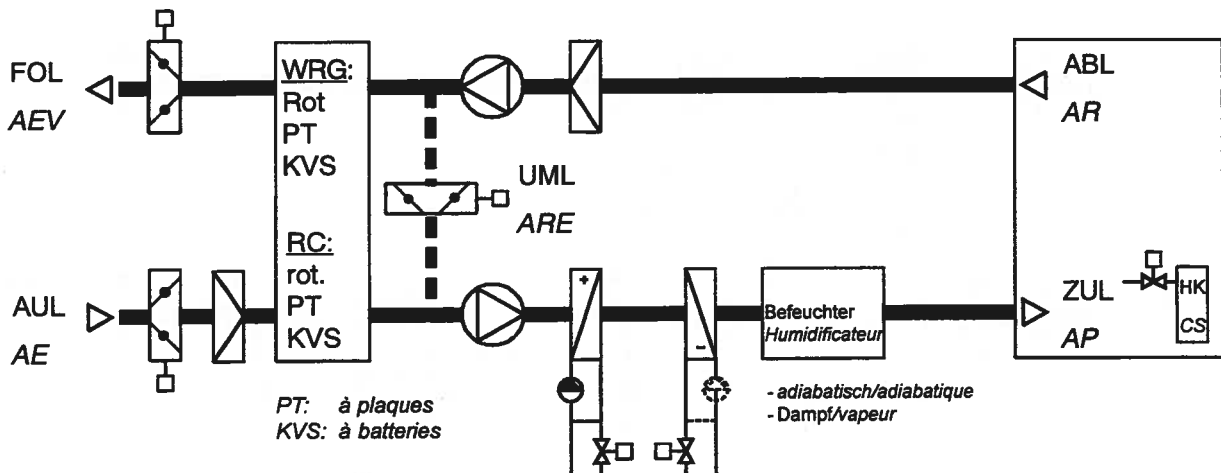 FOL
AEV
WRG:
Rot
PT
KVS
ABL
AR
UML
ARE
RC:
rot.
PT
KVS
AUL
AE
+
-
Befeuchter
Humidificateur
ZUL
AP
HK
CS
PT: à plaques
KVS: à batteries
- adiabatisch/adiabatique
- Dampf/vapeur